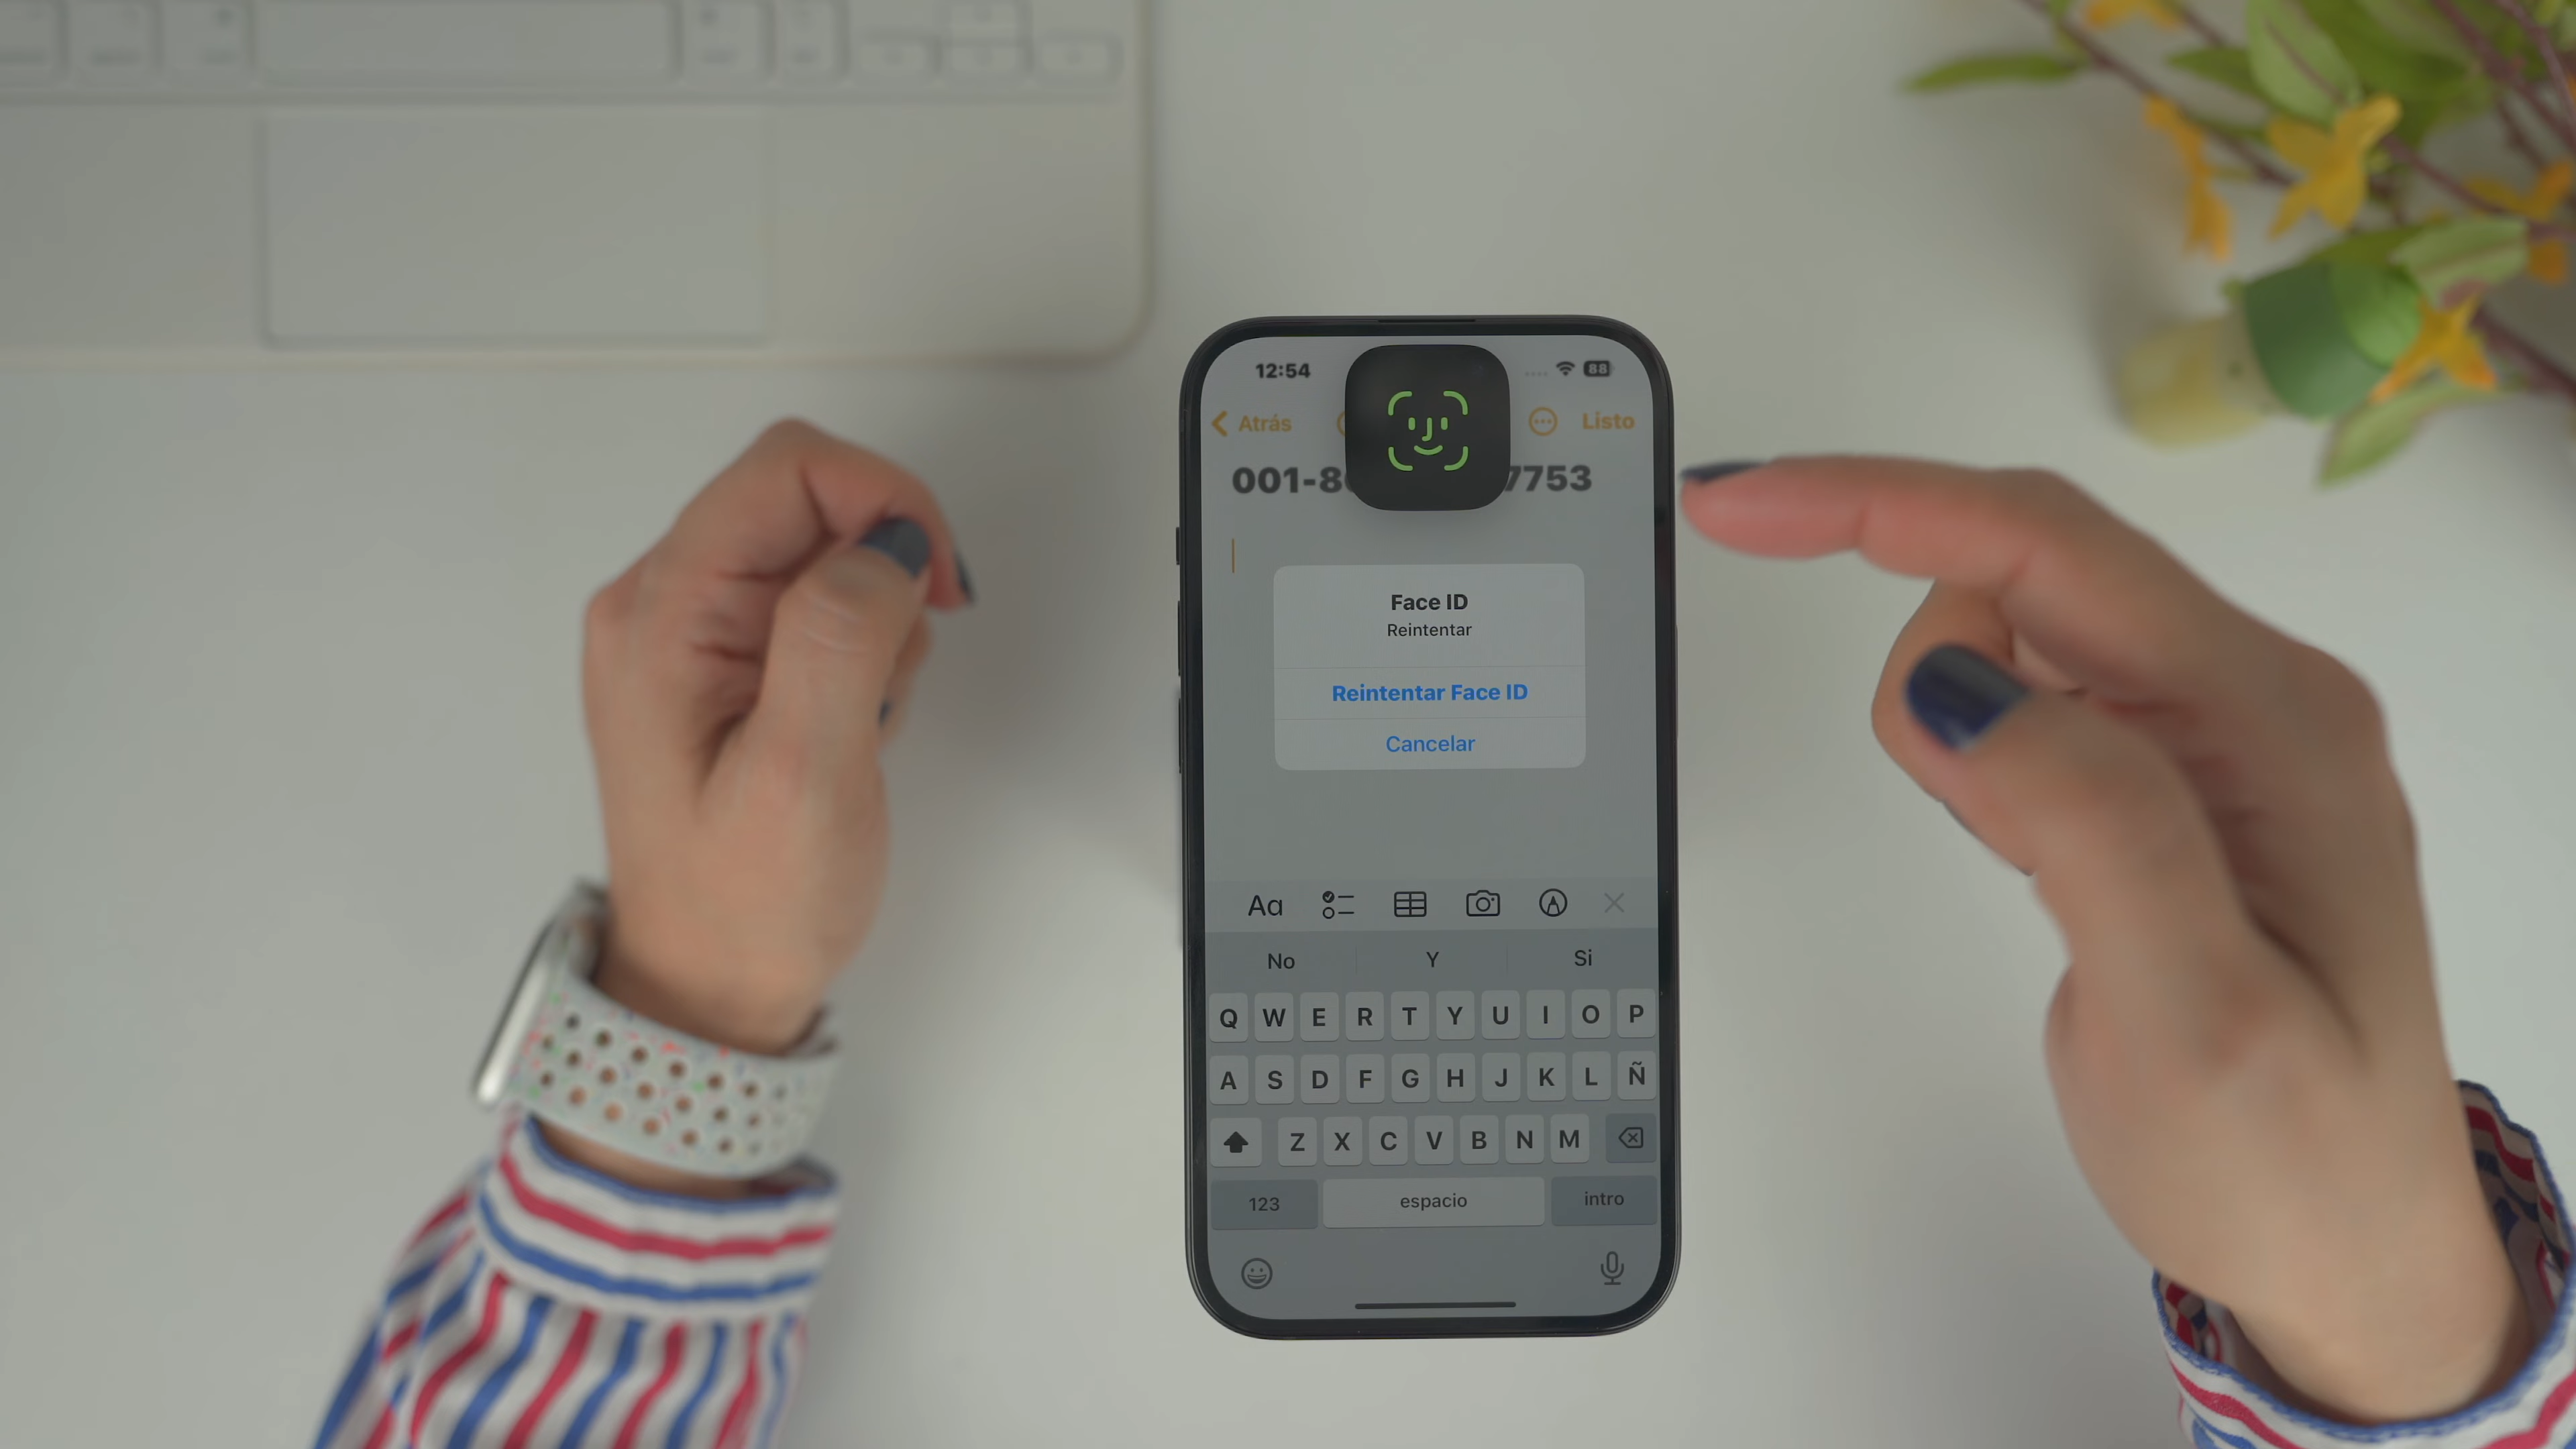 12:54 88
Atrás Listo
001-8 7753
Face ID
Reintentar
Reintentar Face ID
Cancelar
Aa
No Y Si
Q W E R T Y U I O P
A S D F G H J K L Ñ
Z X C V B N M
123 espacio intro